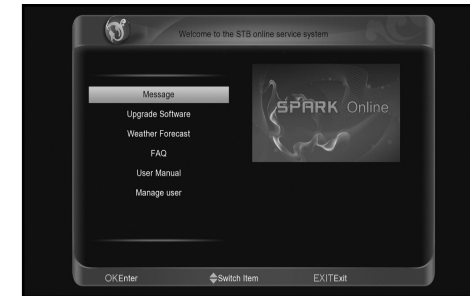 Welcome to the STB online service system
Message
Upgrade Software
Weather Forecast
FAQ
User Manual
Manage user
SPARK Online
OKEnter
Switch Item
EXITExit